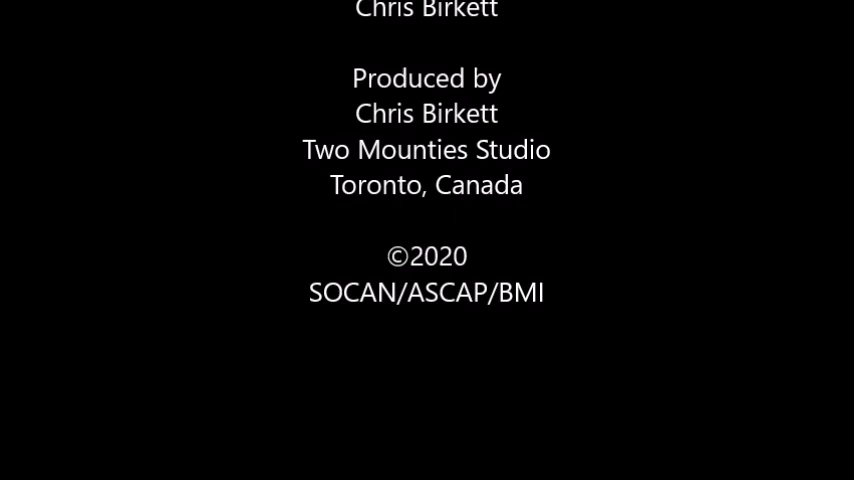 Chris Birkett
Produced by
Chris Birkett
Two Mounties Studio
Toronto, Canada
©2020
SOCAN/ASCAP/BMI